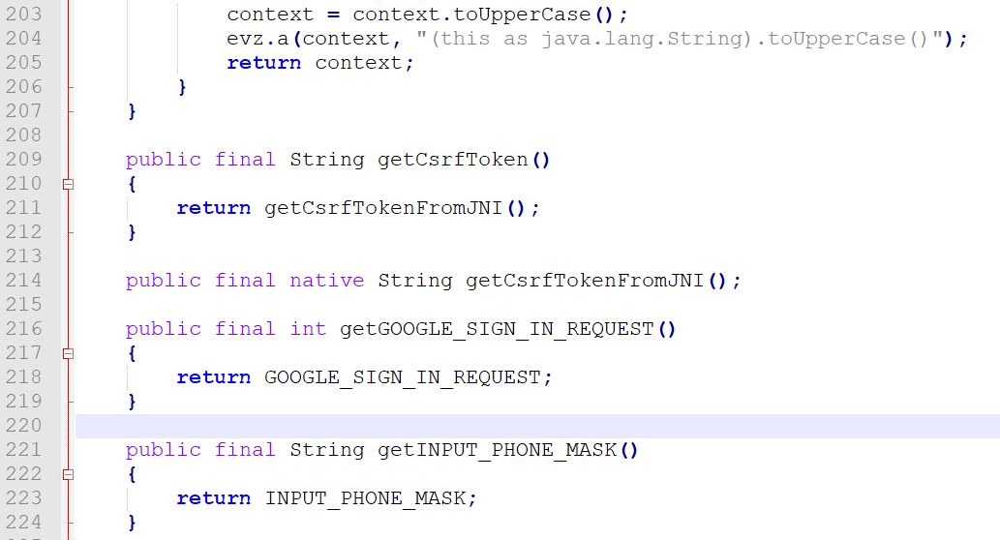 203 context = context.toUpperCase();
204 evz.a(context, "(this as java.lang.String).toUpperCase()");
205 return context;
206 }
207 }
208
209 public final String getCsrfToken()
210 {
211 return getCsrfTokenFromJNI();
212 }
213
214 public final native String getCsrfTokenFromJNI();
215
216 public final int getGOOGLE_SIGN_IN_REQUEST()
217 {
218 return GOOGLE_SIGN_IN_REQUEST;
219 }
220
221 public final String getINPUT_PHONE_MASK()
222 {
223 return INPUT_PHONE_MASK;
224 }